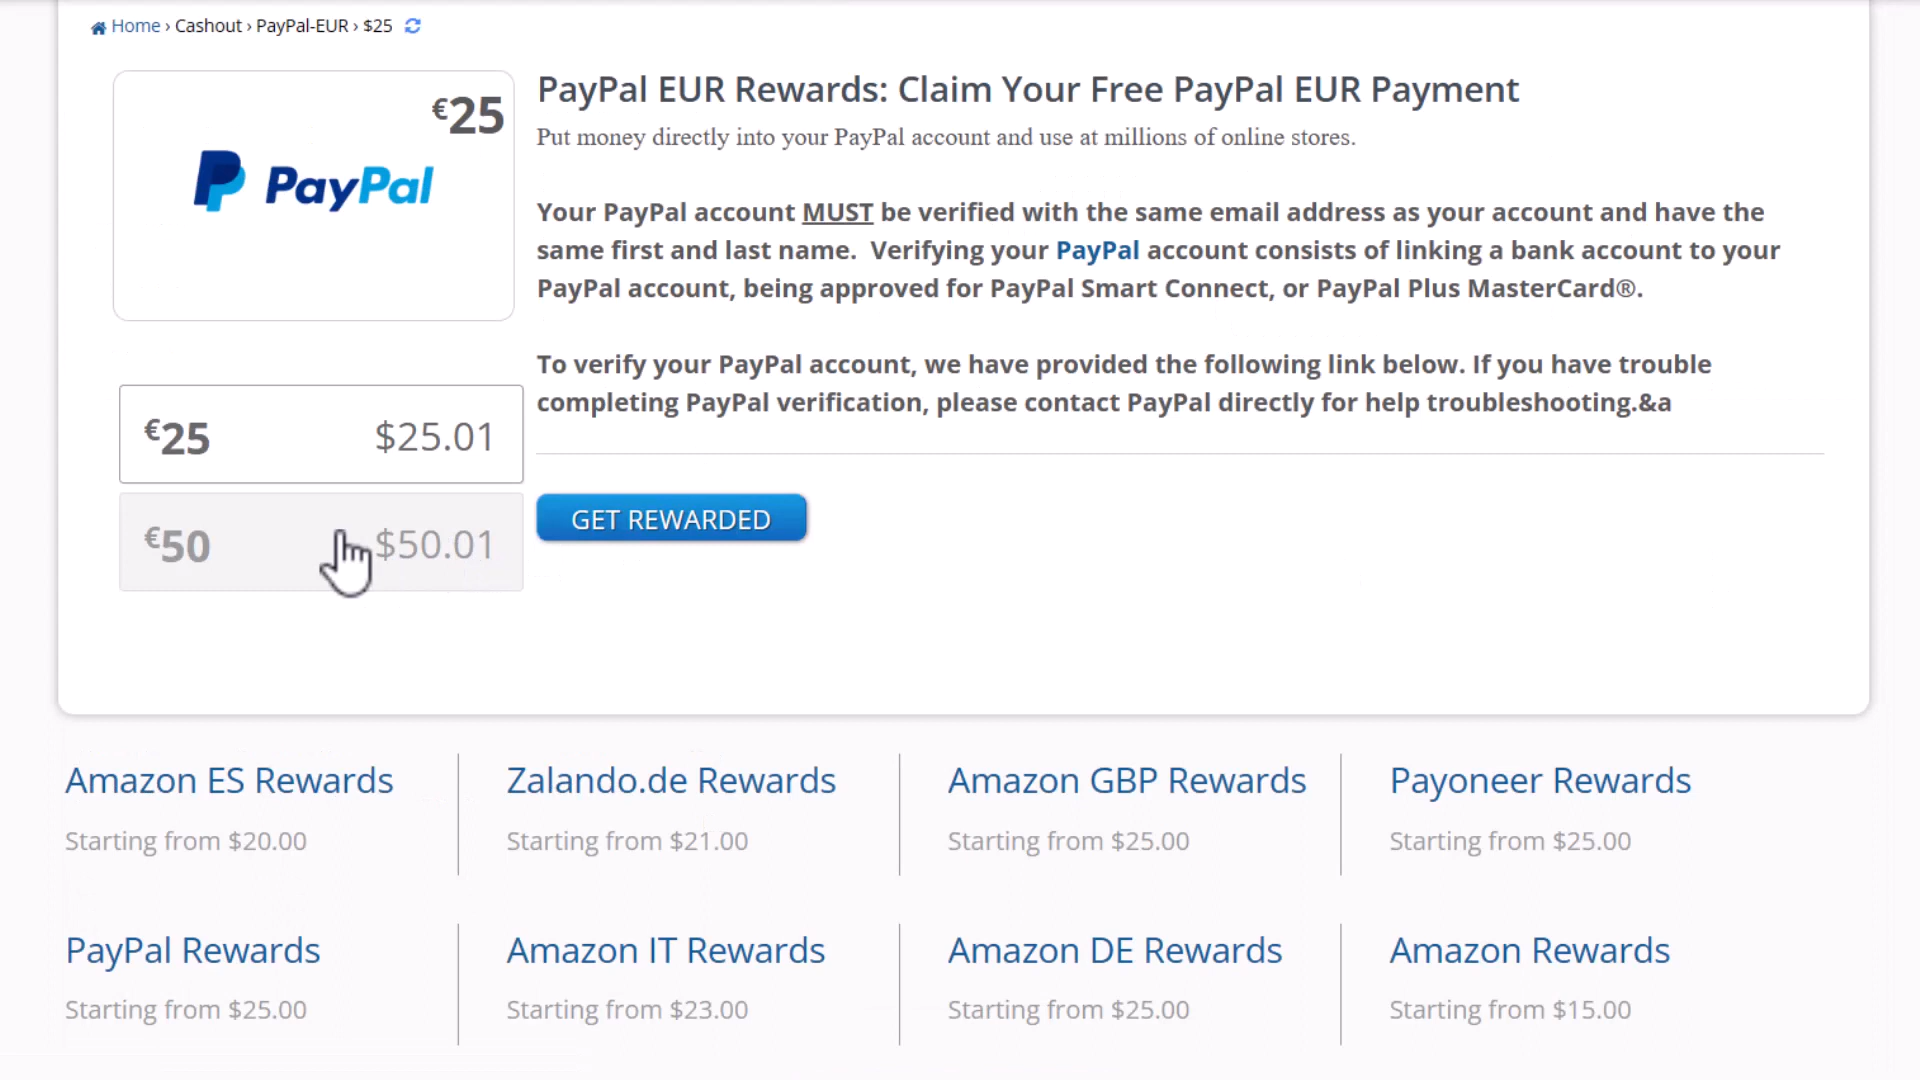 Home › Cashout › PayPal-EUR › $25
€25
PayPal
PayPal EUR Rewards: Claim Your Free PayPal EUR Payment
Put money directly into your PayPal account and use at millions of online stores.
Your PayPal account MUST be verified with the same email address as your account and have the
same first and last name.  Verifying your PayPal account consists of linking a bank account to your
PayPal account, being approved for PayPal Smart Connect, or PayPal Plus MasterCard®.
To verify your PayPal account, we have provided the following link below. If you have trouble
completing PayPal verification, please contact PayPal directly for help troubleshooting.&a
€25 $25.01
€50 $50.01
GET REWARDED
Amazon ES Rewards
Starting from $20.00
Zalando.de Rewards
Starting from $21.00
Amazon GBP Rewards
Starting from $25.00
Payoneer Rewards
Starting from $25.00
PayPal Rewards
Starting from $25.00
Amazon IT Rewards
Starting from $23.00
Amazon DE Rewards
Starting from $25.00
Amazon Rewards
Starting from $15.00